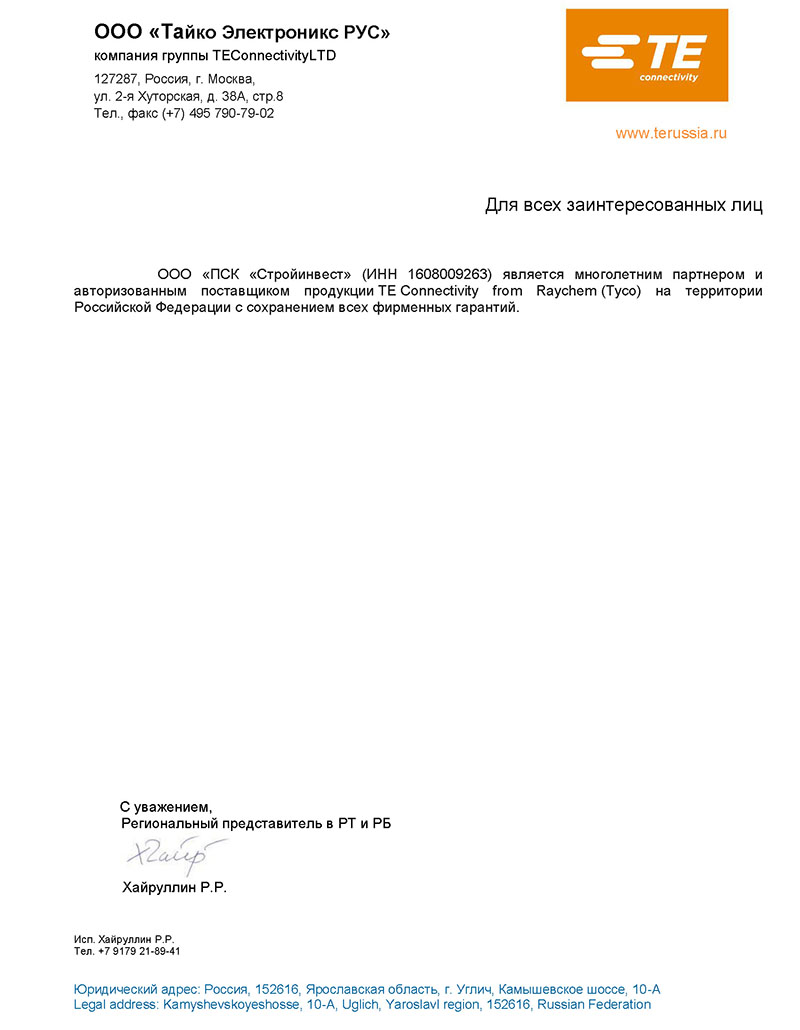 ООО «Тайко Электроникс РУС»
компания группы TEConnectivityLTD
127287, Россия, г. Москва,
ул. 2-я Хуторская, д. 38А, стр.8
Тел., факс (+7) 495 790-79-02
TE
connectivity
www.terussia.ru
Для всех заинтересованных лиц
ООО «ПСК «Стройинвест» (ИНН 1608009263) является многолетним партнером и
авторизованным поставщиком продукции TE Connectivity from Raychem (Tyco) на территории
Российской Федерации с сохранением всех фирменных гарантий.
С уважением,
Региональный представитель в РТ и РБ
Хайруллин Р.Р.
Исп. Хайруллин Р.Р.
Тел. +7 9179 21-89-41
Юридический адрес: Россия, 152616, Ярославская область, г. Углич, Камышевское шоссе, 10-А
Legal address: Kamyshevskoyeshosse, 10-A, Uglich, Yaroslavl region, 152616, Russian Federation